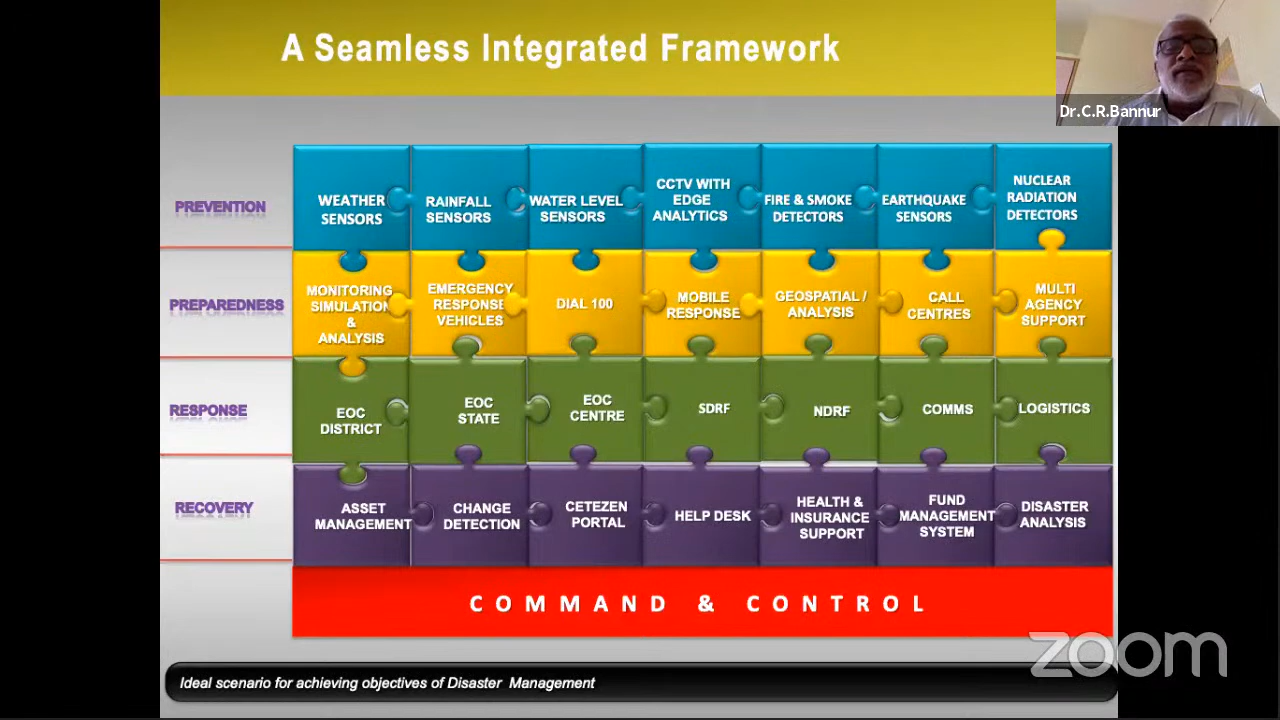 A Seamless Integrated Framework
Dr.C.R.Bannur
PREVENTION
WEATHER
SENSORS
RAINFALL
SENSORS
WATER LEVEL
SENSORS
CCTV WITH
EDGE
ANALYTICS
FIRE & SMOKE
DETECTORS
EARTHQUAKE
SENSORS
NUCLEAR
RADIATION
DETECTORS
PREPAREDNESS
MONITORING
SIMULATION
&
ANALYSIS
EMERGENCY
RESPONSE
VEHICLES
DIAL 100
MOBILE
RESPONSE
GEOSPATIAL /
ANALYSIS
CALL
CENTRES
MULTI
AGENCY
SUPPORT
RESPONSE
EOC
DISTRICT
EOC
STATE
EOC
CENTRE
SDRF
NDRF
COMMS
LOGISTICS
RECOVERY
ASSET
MANAGEMENT
CHANGE
DETECTION
CETEZEN
PORTAL
HELP DESK
HEALTH &
INSURANCE
SUPPORT
FUND
MANAGEMENT
SYSTEM
DISASTER
ANALYSIS
COMMAND & CONTROL
zoom
Ideal scenario for achieving objectives of Disaster Management